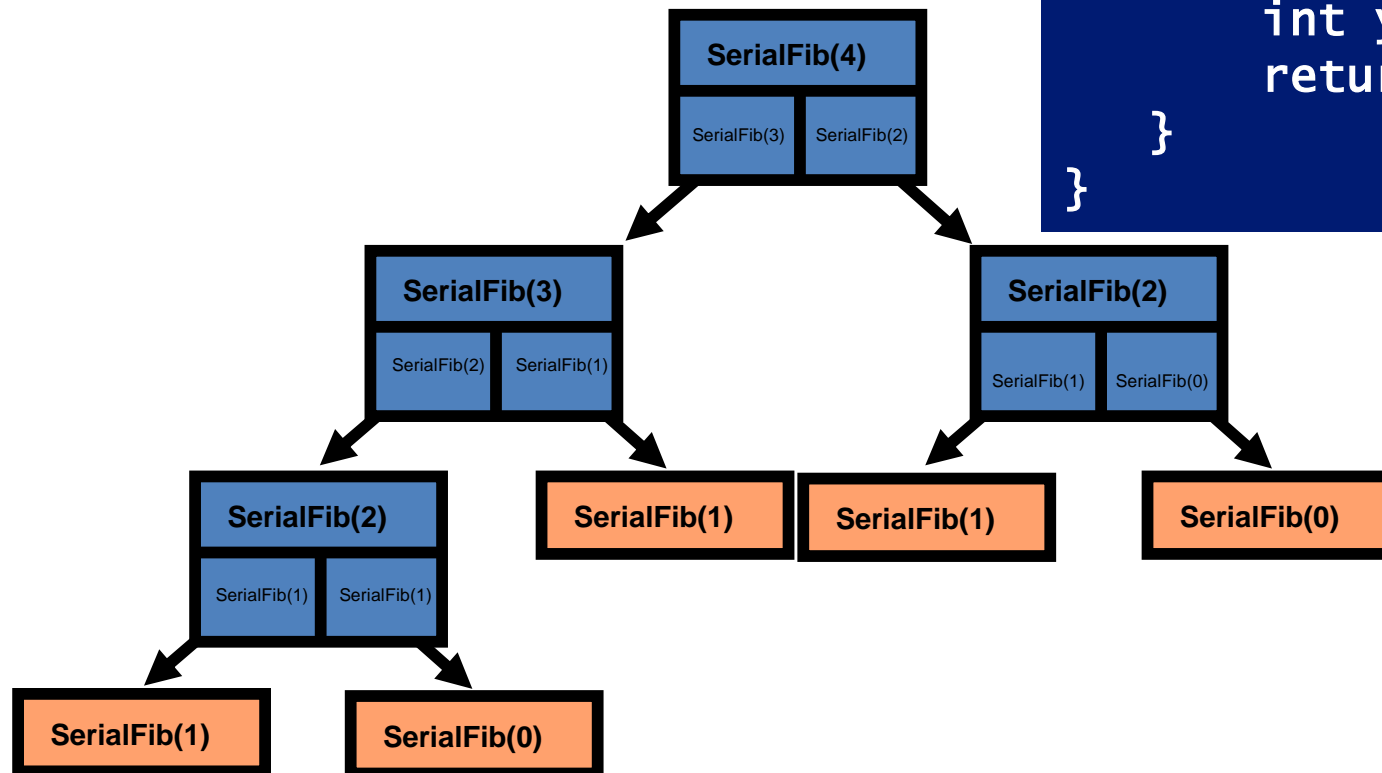 int y
retur
}
}
SerialFib(4)
SerialFib(3) SerialFib(2)
SerialFib(3) SerialFib(2)
SerialFib(2) SerialFib(1) SerialFib(1) SerialFib(0)
SerialFib(2) SerialFib(1) SerialFib(1) SerialFib(0)
SerialFib(1) SerialFib(1)
SerialFib(1) SerialFib(0)